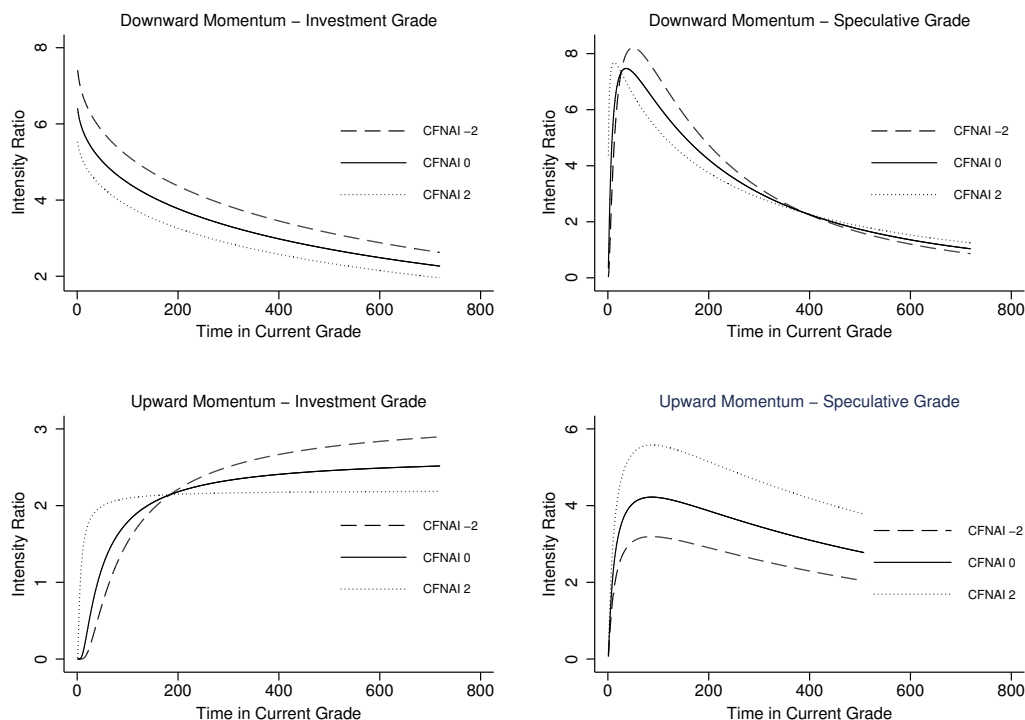 Downward Momentum − Investment Grade
8
6
4
2
Intensity Ratio
CFNAI −2
CFNAI 0
CFNAI 2
0 200 400 600 800
Time in Current Grade
Downward Momentum − Speculative Grade
8
6
4
2
0
Intensity Ratio
CFNAI −2
CFNAI 0
CFNAI 2
0 200 400 600 800
Time in Current Grade
Upward Momentum − Investment Grade
3
2
1
0
Intensity Ratio
CFNAI −2
CFNAI 0
CFNAI 2
0 200 400 600 800
Time in Current Grade
Upward Momentum − Speculative Grade
6
4
2
0
Intensity Ratio
CFNAI −2
CFNAI 0
CFNAI 2
0 200 400 600 800
Time in Current Grade